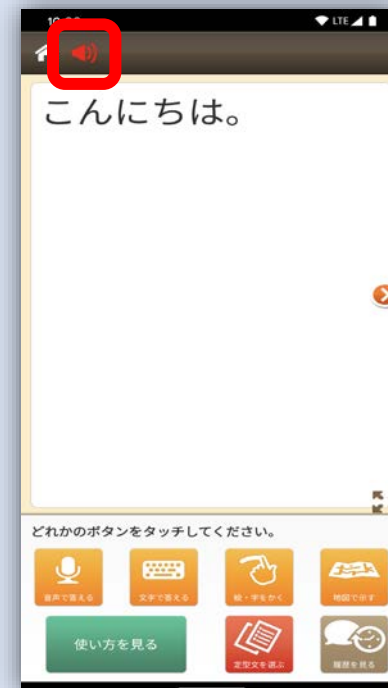 LTE
こんにちは。
どれかのボタンをタッチしてください。
音声で答える
文字で答える
絵・字をかく
地図で示す
使い方を見る
定型文を選ぶ
履歴を見る